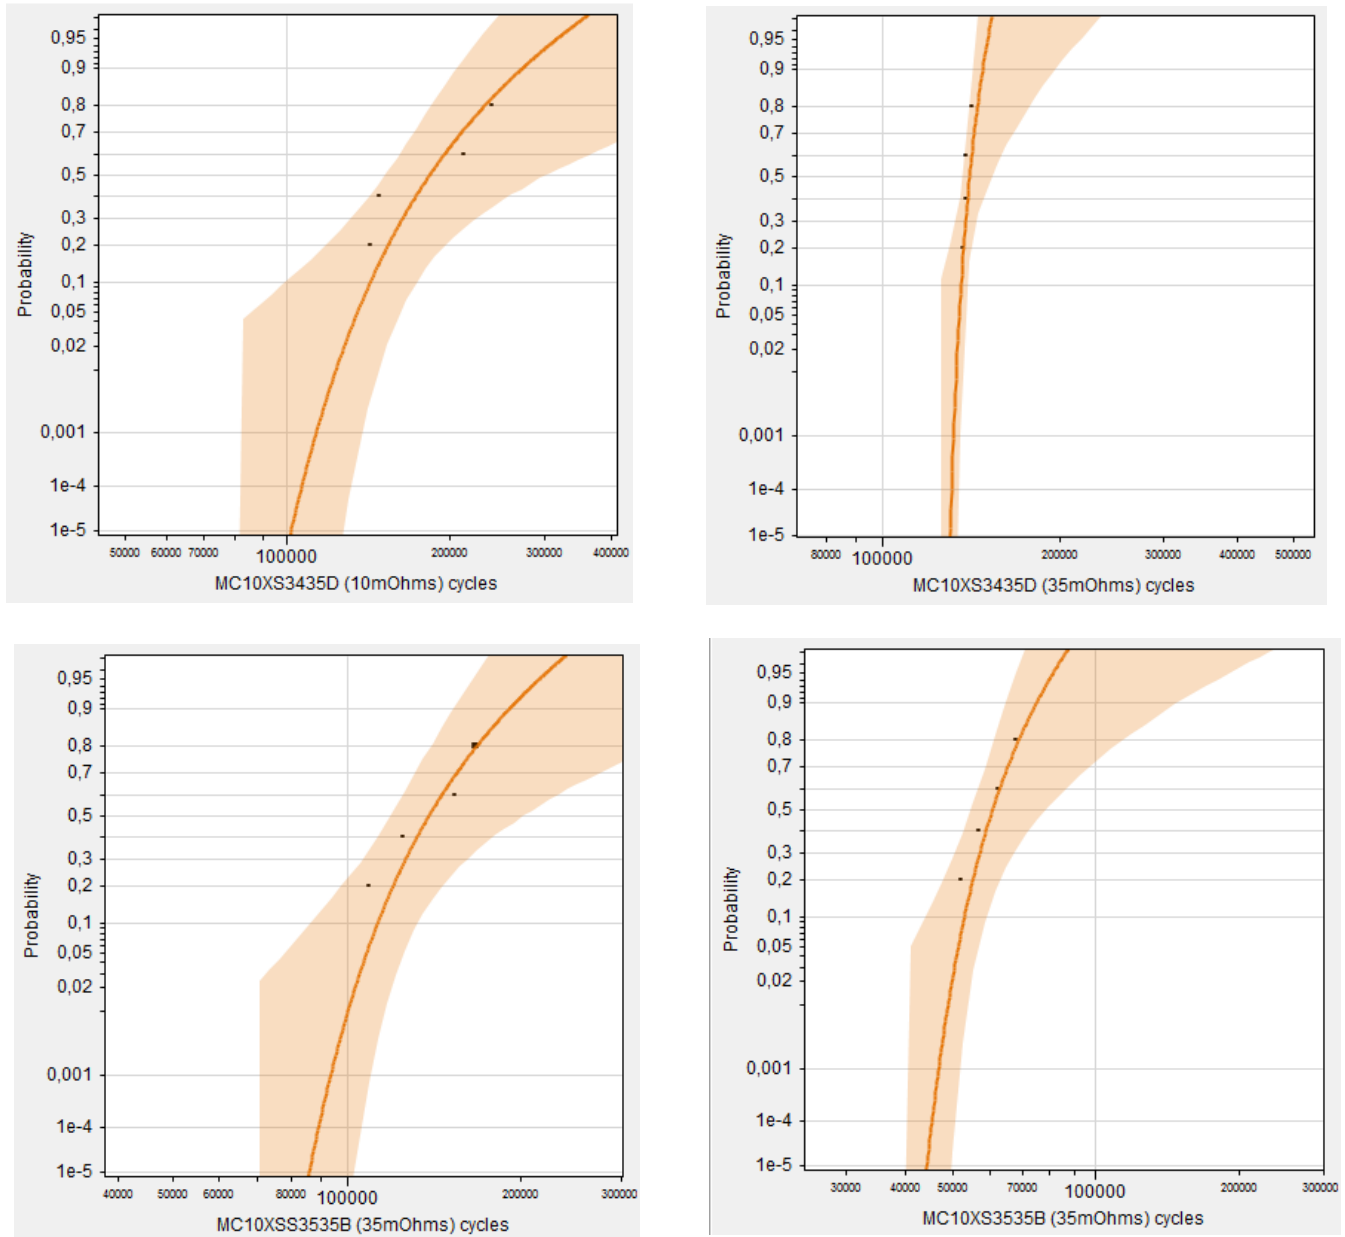 0,95
0,9
0,8
0,7
0,5
0,3
0,2
0,1
0,05
0,02
0,001
1e-4
1e-5
Probability
50000 60000 70000 100000 200000 300000 400000
MC10XS3435D (10mOhms) cycles
0,95
0,9
0,8
0,7
0,5
0,3
0,2
0,1
0,05
0,02
0,001
1e-4
1e-5
Probability
80000 100000 200000 300000 400000 500000
MC10XS3435D (35mOhms) cycles
0,95
0,9
0,8
0,7
0,5
0,3
0,2
0,1
0,05
0,02
0,001
1e-4
1e-5
Probability
40000 50000 60000 80000 100000 200000 300000
MC10XSS3535B (35mOhms) cycles
0,95
0,9
0,8
0,7
0,5
0,3
0,2
0,1
0,05
0,02
0,001
1e-4
1e-5
Probability
30000 40000 50000 70000 100000 200000 300000
MC10XS3535B (35mOhms) cycles